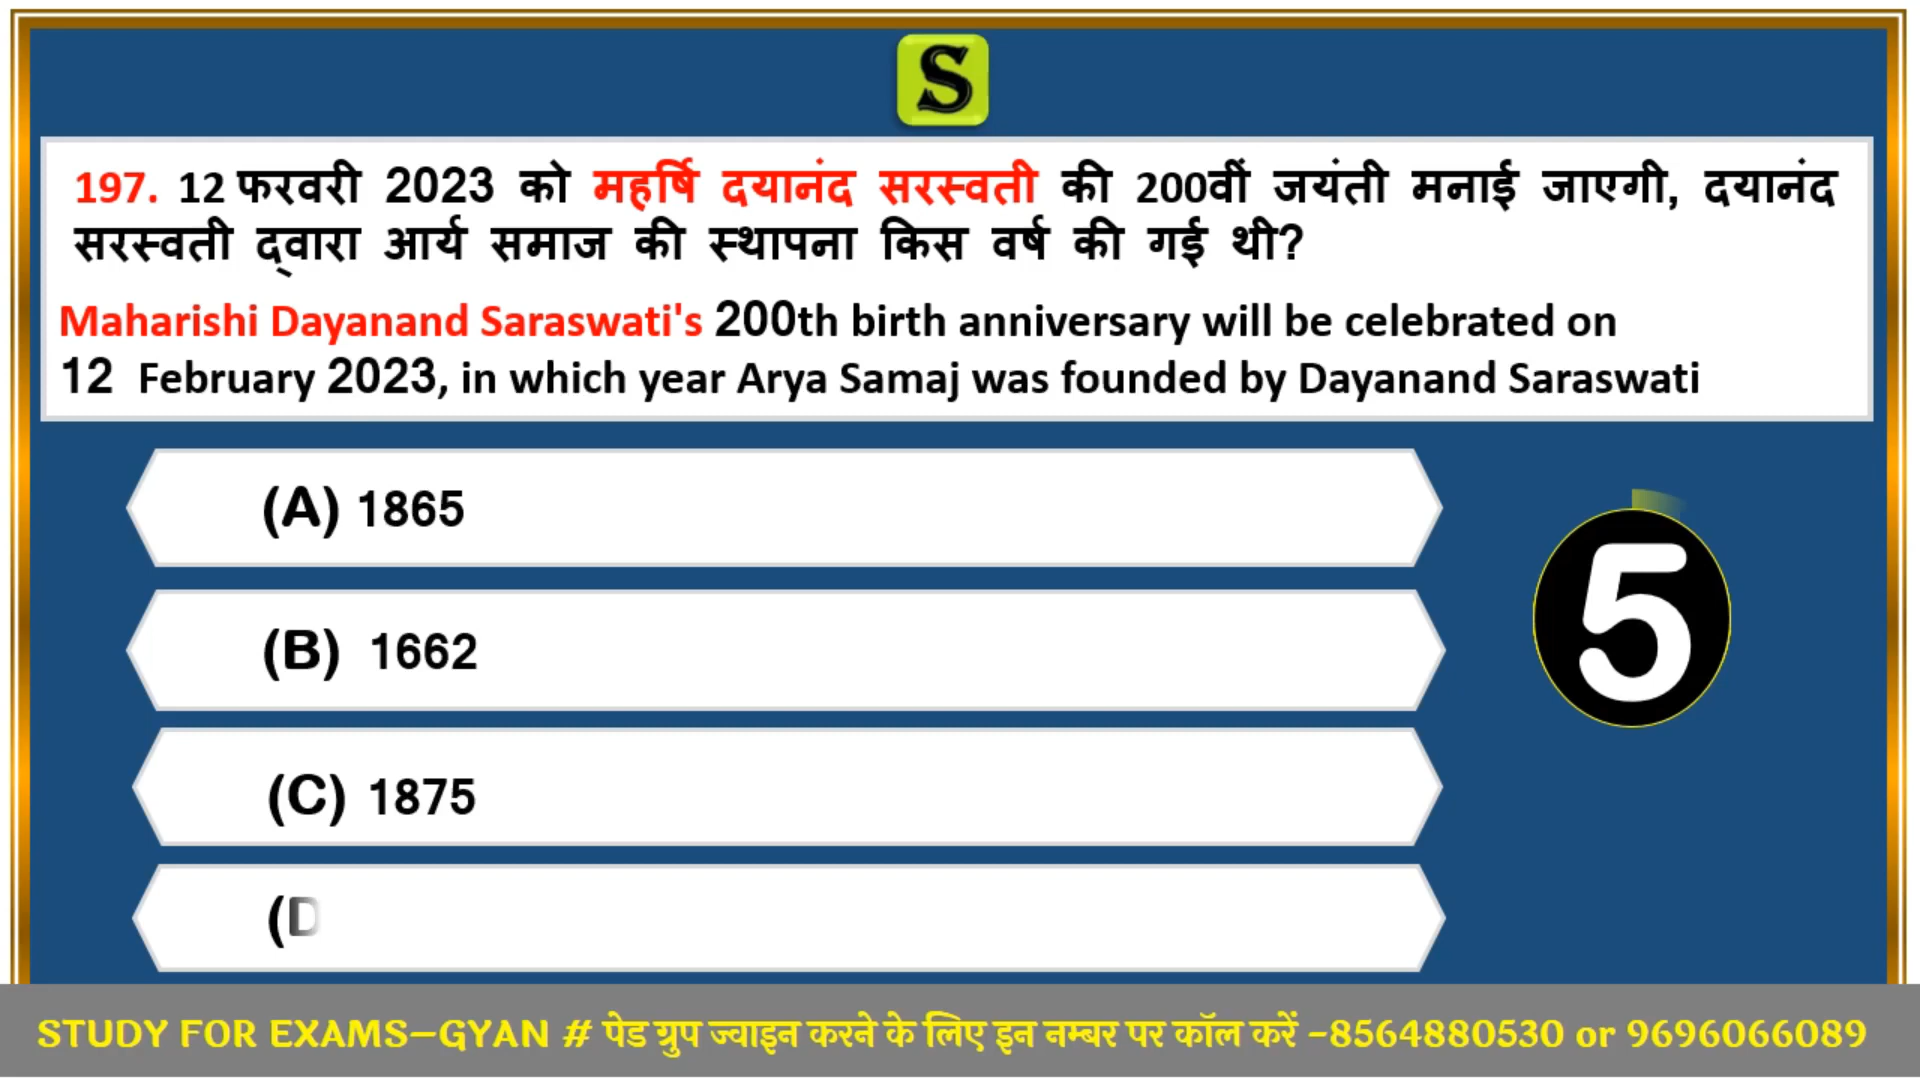 S
197. 12 फरवरी 2023 को महर्षि दयानंद सरस्वती की 200वीं जयंती मनाई जाएगी, दयानंद
सरस्वती द्वारा आर्य समाज की स्थापना किस वर्ष की गई थी?
Maharishi Dayanand Saraswati's 200th birth anniversary will be celebrated on
12 February 2023, in which year Arya Samaj was founded by Dayanand Saraswati
(A) 1865
(B) 1662
5
(C) 1875
(D
STUDY FOR EXAMS–GYAN # पेड ग्रुप ज्वाइन करने के लिए इन नम्बर पर कॉल करें -8564880530 or 9696066089